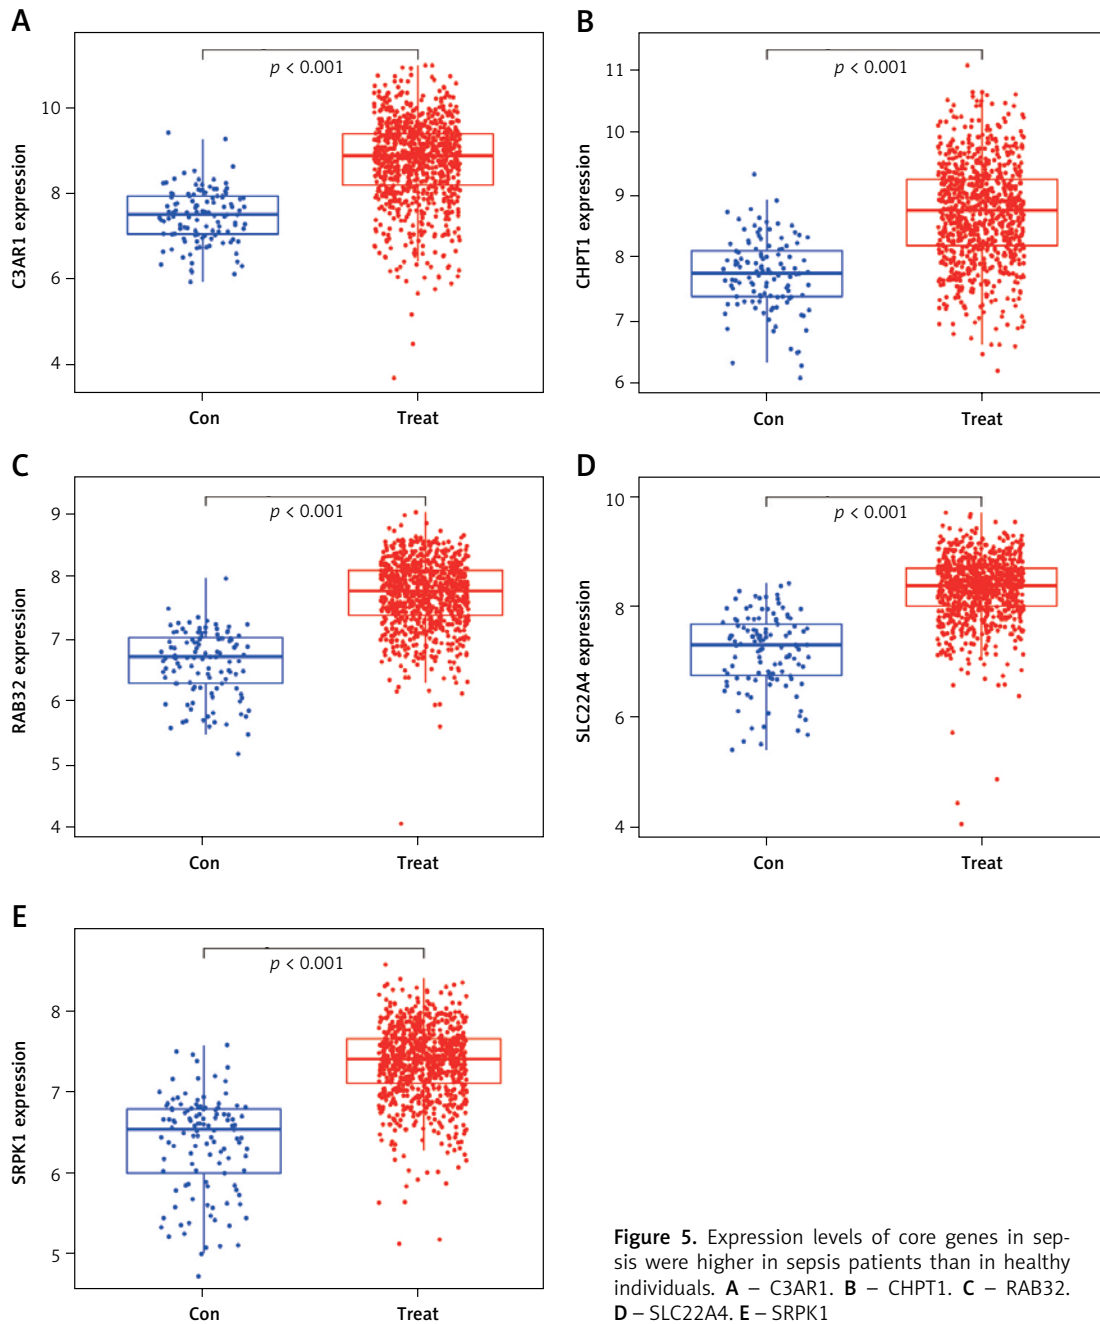 A
p < 0.001
C3AR1 expression
10
8
6
4
Con Treat
B
p < 0.001
CHPT1 expression
11
10
9
8
7
6
Con Treat
C
p < 0.001
RAB32 expression
9
8
7
6
5
4
Con Treat
D
p < 0.001
SLC22A4 expression
10
8
6
4
Con Treat
E
p < 0.001
SRPK1 expression
8
7
6
5
Con Treat
Figure 5. Expression levels of core genes in sep-
sis were higher in sepsis patients than in healthy
individuals. A – C3AR1. B – CHPT1. C – RAB32.
D – SLC22A4. E – SRPK1